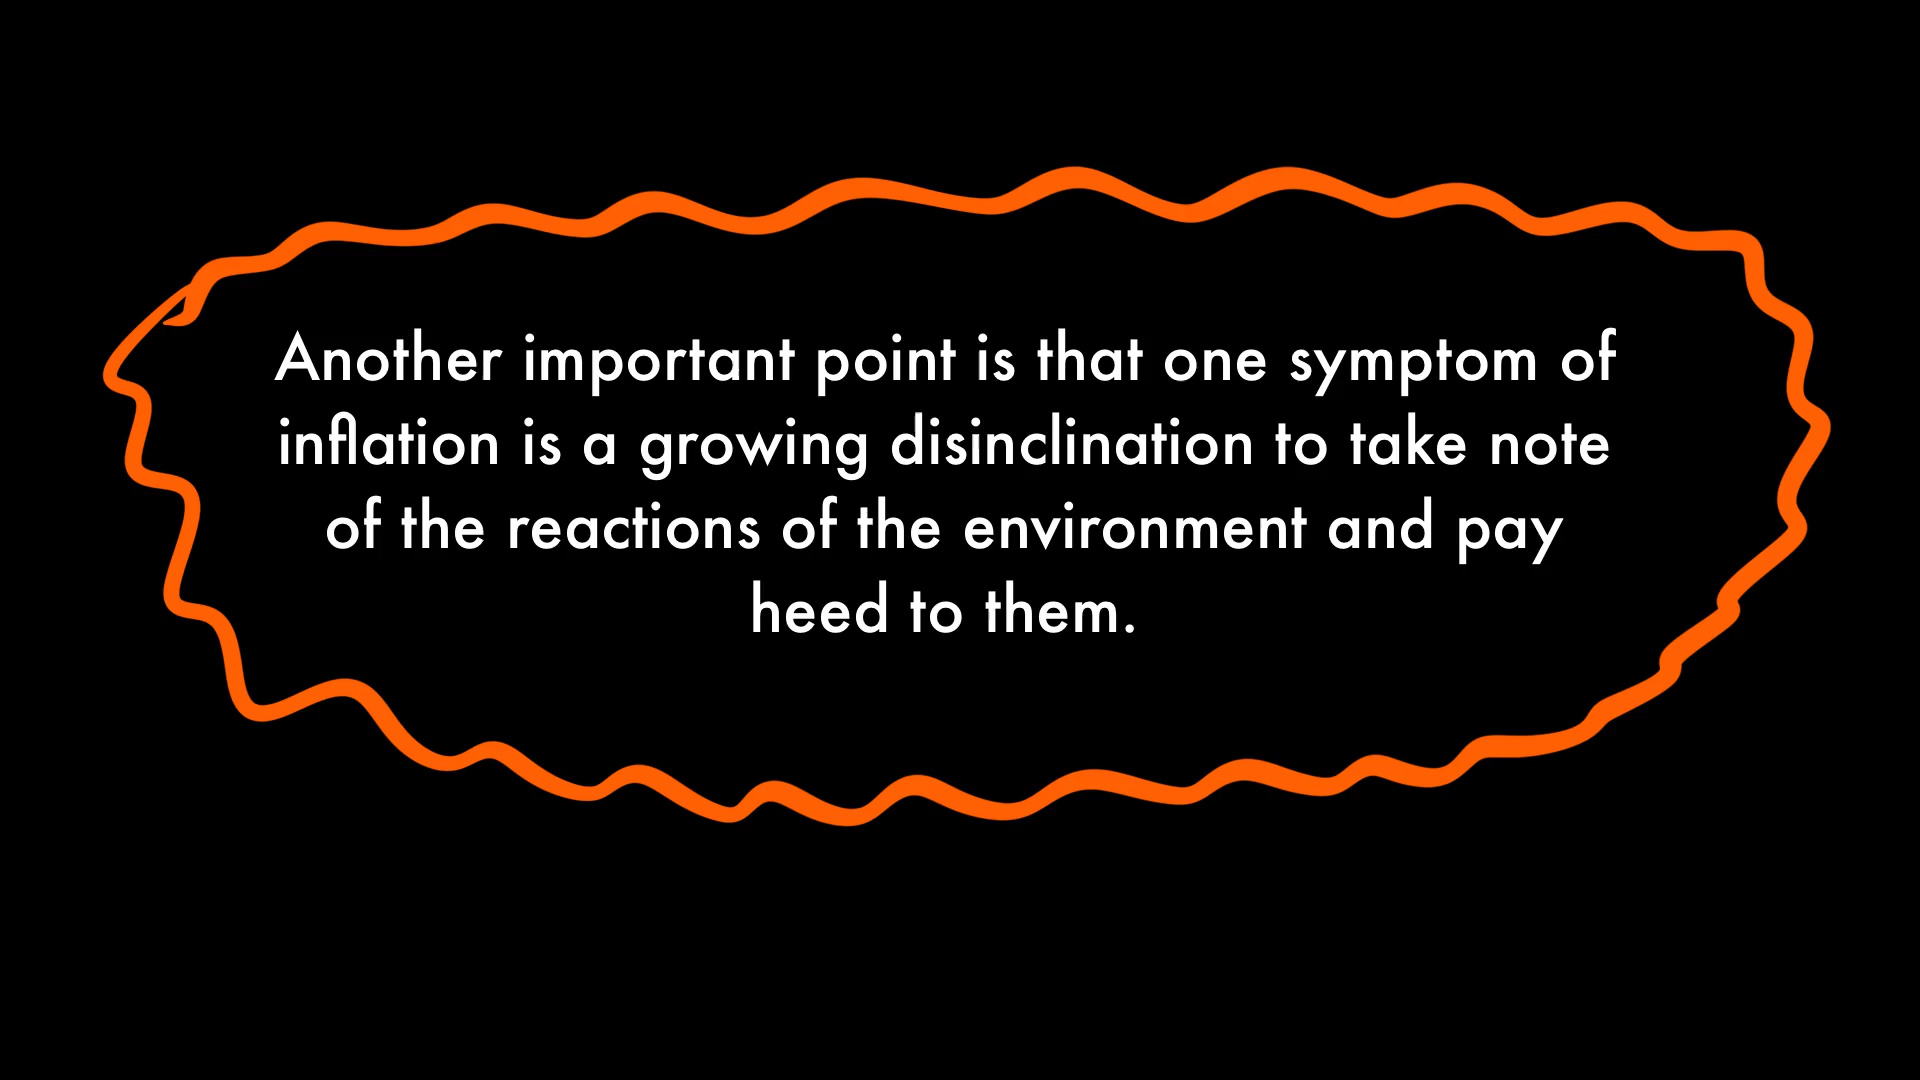 Another important point is that one symptom of
inflation is a growing disinclination to take note
of the reactions of the environment and pay
heed to them.